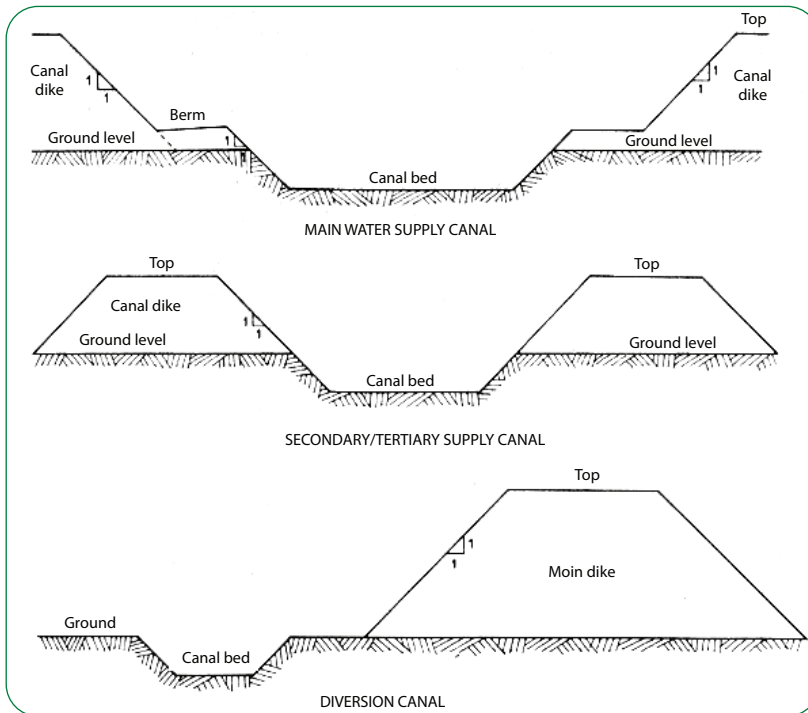 Top
Canal
dike
1
1
Berm
Ground level
1
1
Canal bed
1
1
Canal
dike
Ground level
MAIN WATER SUPPLY CANAL
Top
Canal dike
1
1
Ground level
Canal bed
Top
Ground level
SECONDARY/TERTIARY SUPPLY CANAL
Top
1
1
Moin dike
Ground
Canal bed
DIVERSION CANAL